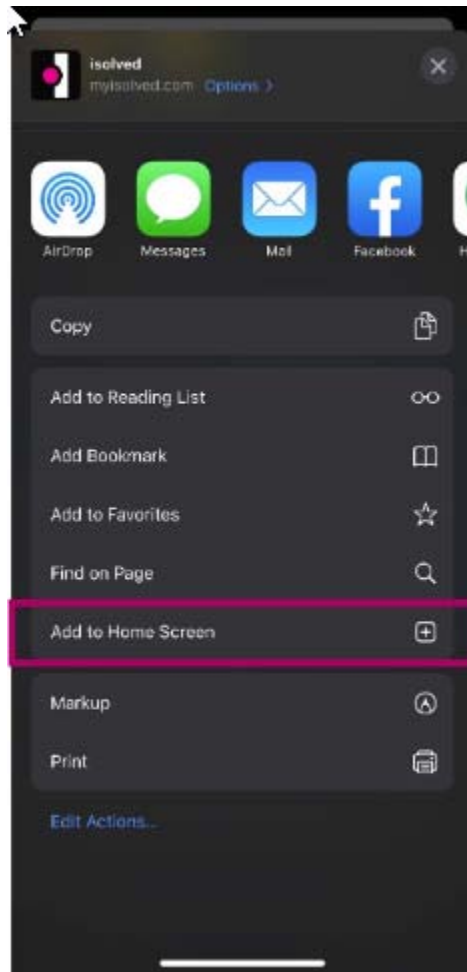 isolved
myisolved.com Options >
AirDrop Messages Mail Facebook
Copy
Add to Reading List
Add Bookmark
Add to Favorites
Find on Page
Add to Home Screen
Markup
Print
Edit Actions...